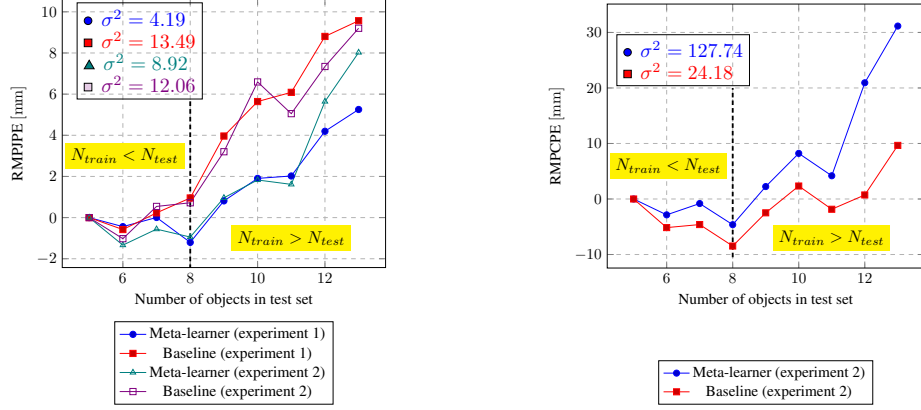 σ² = 4.19
σ² = 13.49
σ² = 8.92
σ² = 12.06
10
8
6
4
2
0
−2
RMPJPE [mm]
N_train < N_test
N_train > N_test
6 8 10 12
Number of objects in test set
Meta-learner (experiment 1)
Baseline (experiment 1)
Meta-learner (experiment 2)
Baseline (experiment 2)
σ² = 127.74
σ² = 24.18
30
20
10
0
−10
RMPCPE [mm]
N_train < N_test
N_train > N_test
6 8 10 12
Number of objects in test set
Meta-learner (experiment 2)
Baseline (experiment 2)